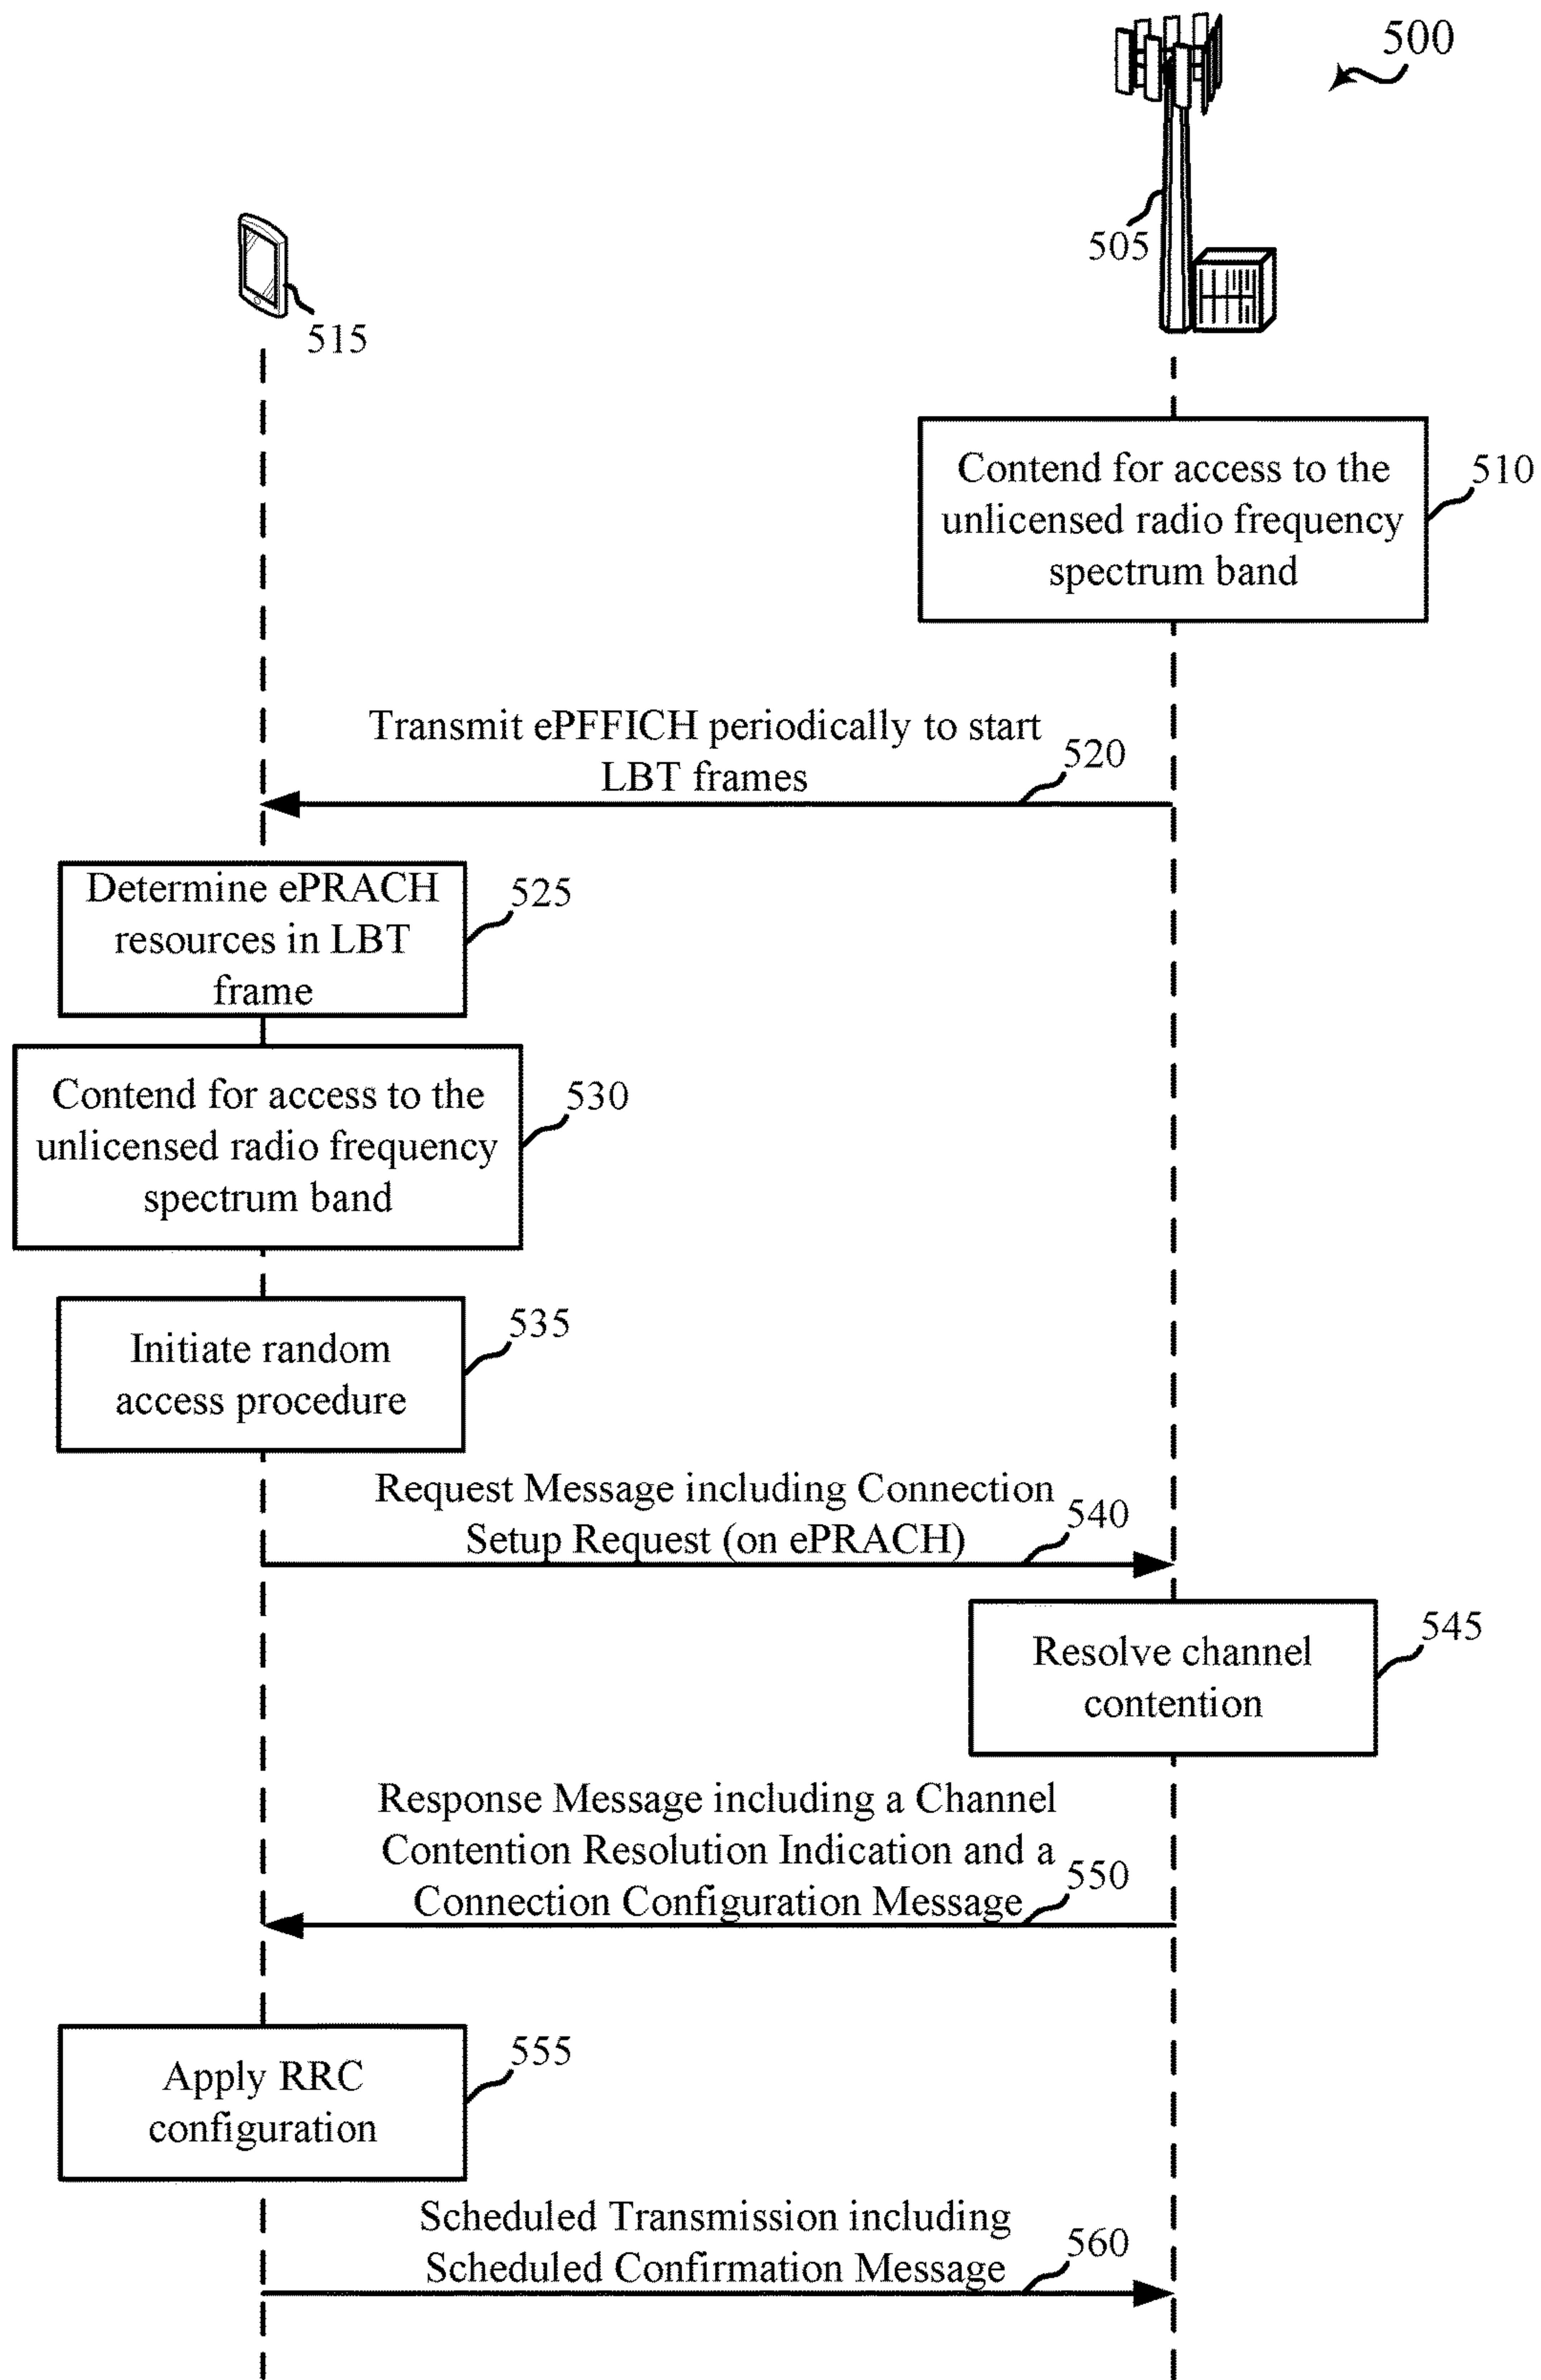 500
505
515
Contend for access to the
unlicensed radio frequency
spectrum band
510
Transmit ePFFICH periodically to start
LBT frames
520
Determine ePRACH
resources in LBT
frame
525
Contend for access to the
unlicensed radio frequency
spectrum band
530
Initiate random
access procedure
535
Request Message including Connection
Setup Request (on ePRACH)
540
Resolve channel
contention
545
Response Message including a Channel
Contention Resolution Indication and a
Connection Configuration Message
550
Apply RRC
configuration
555
Scheduled Transmission including
Scheduled Confirmation Message
560